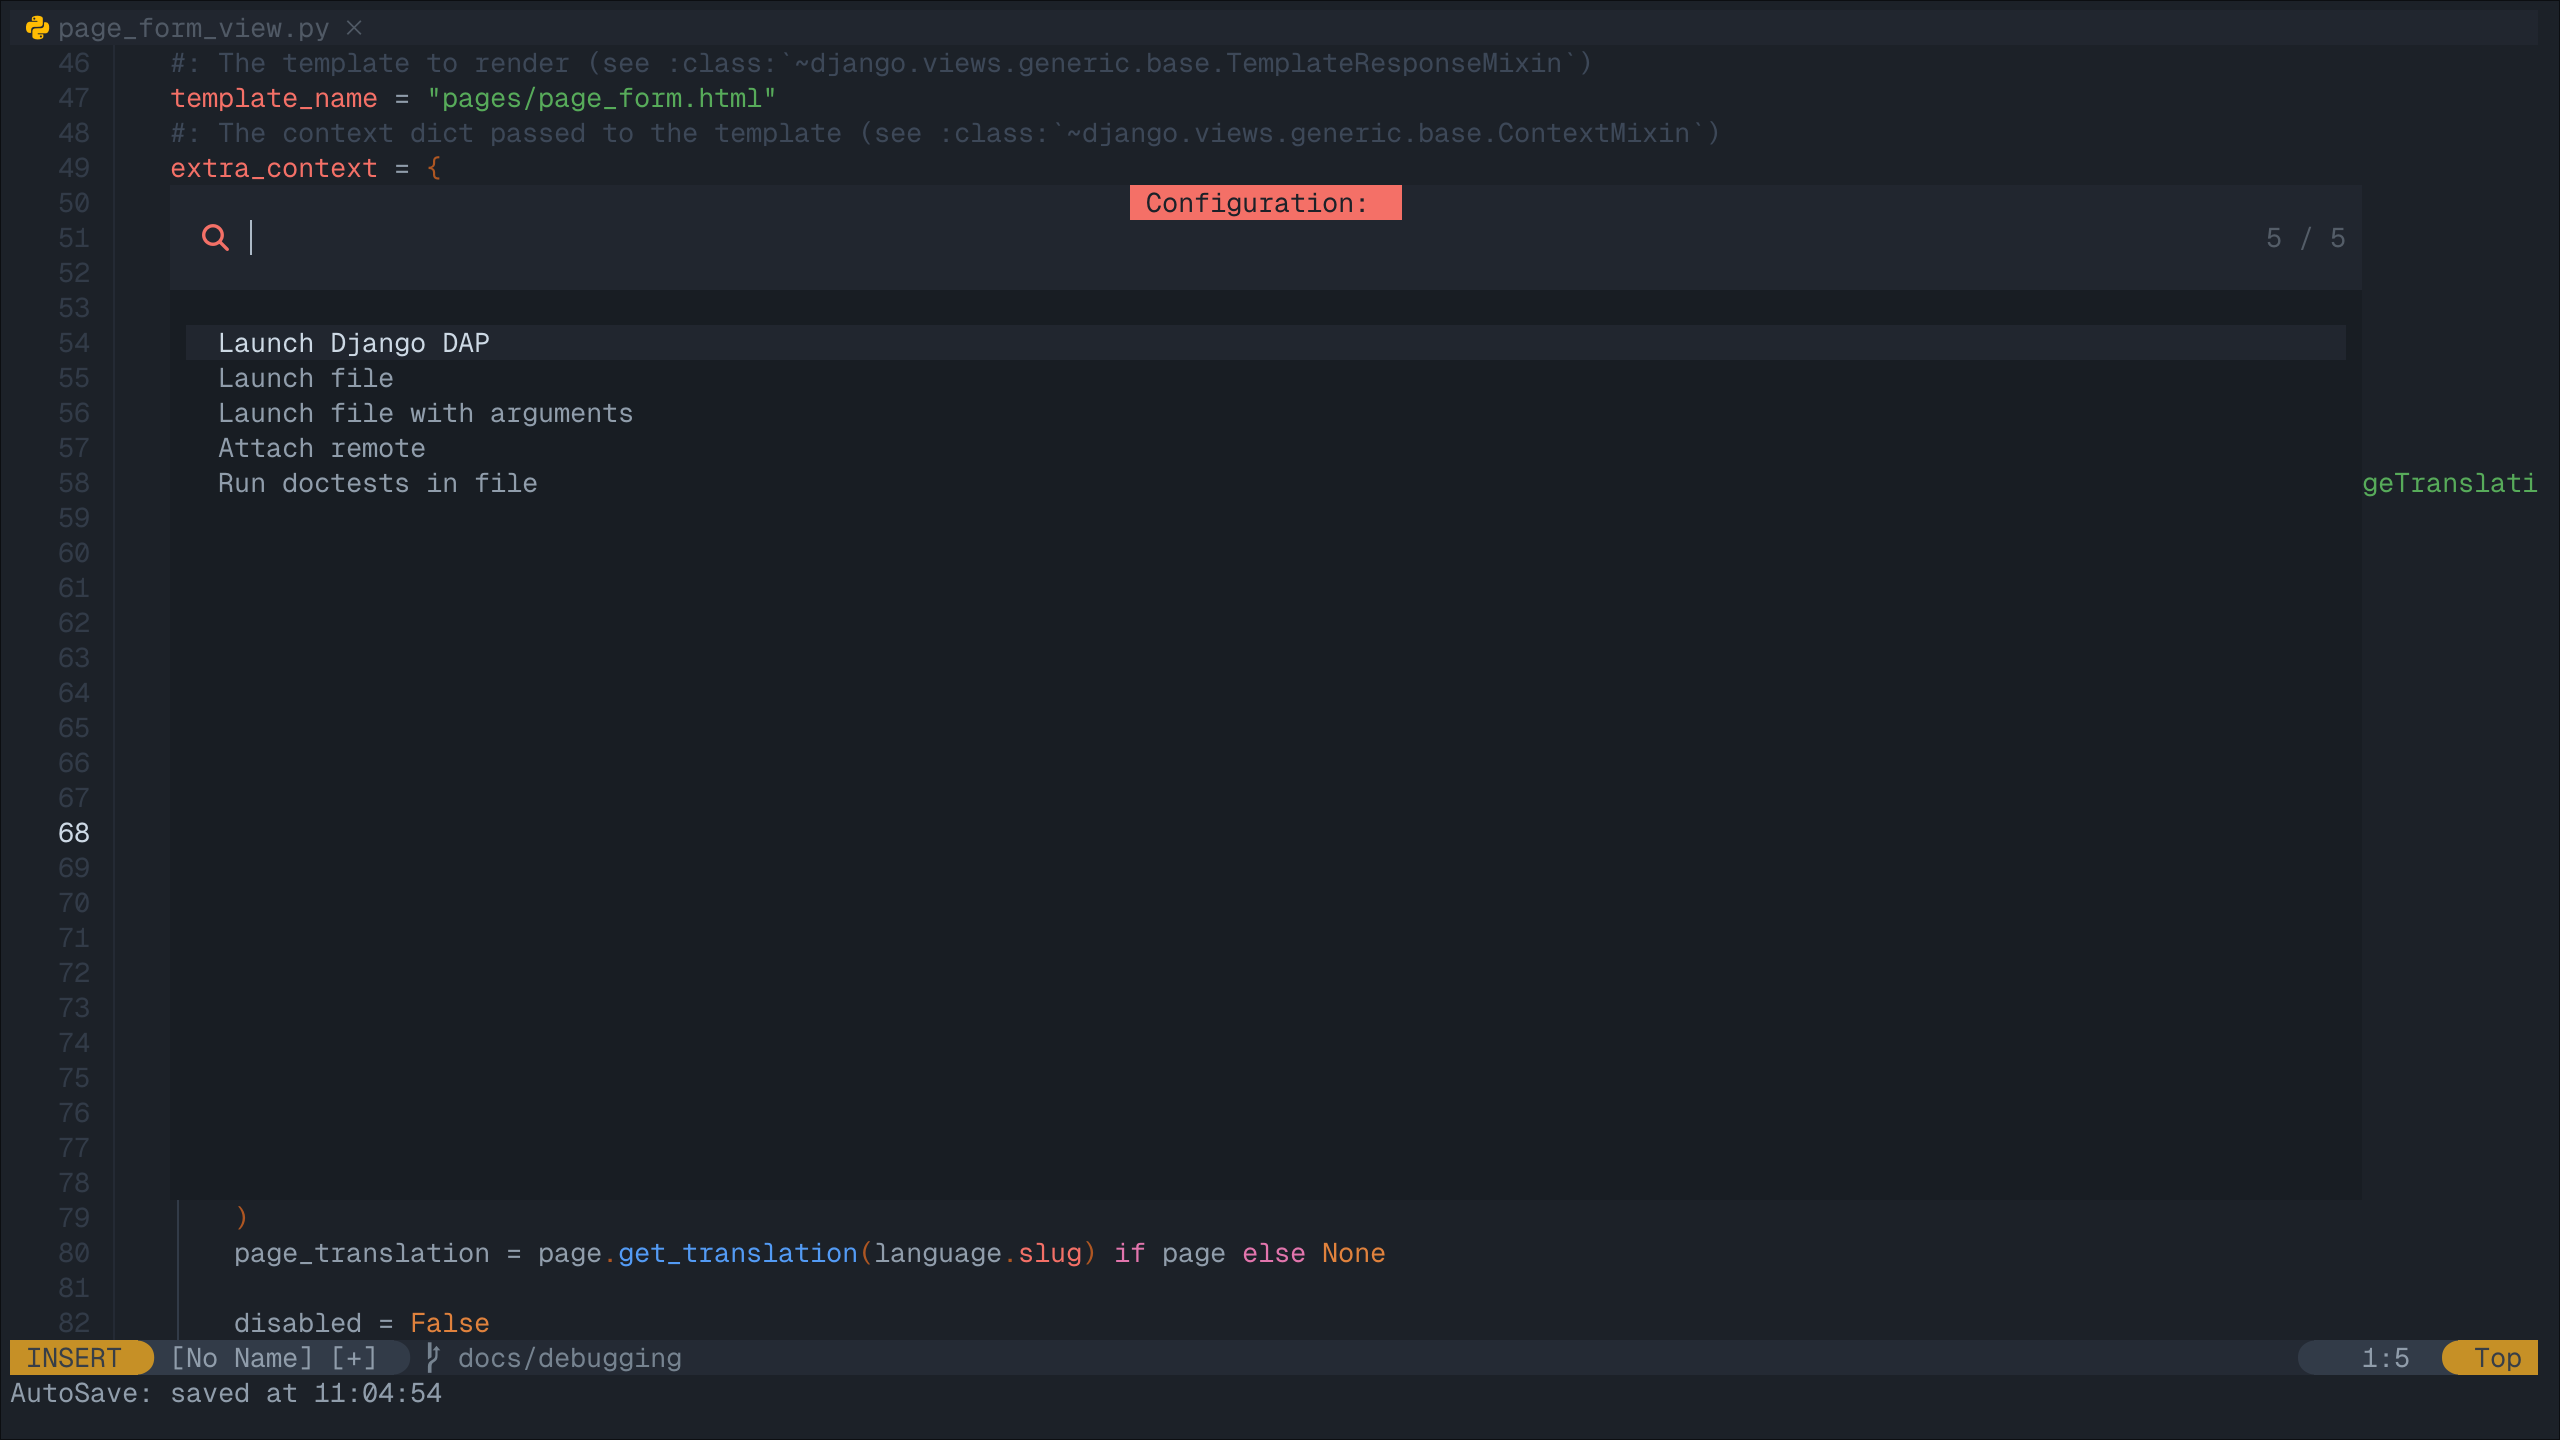 page_form_view.py ×
46 #: The template to render (see :class:`~django.views.generic.base.TemplateResponseMixin`)
47 template_name = "pages/page_form.html"
48 #: The context dict passed to the template (see :class:`~django.views.generic.base.ContextMixin`)
49 extra_context = {
50 Configuration:
51 5 / 5
52
53
54 Launch Django DAP
55 Launch file
56 Launch file with arguments
57 Attach remote
58 Run doctests in file geTranslati
59
60
61
62
63
64
65
66
67
68
69
70
71
72
73
74
75
76
77
78
79 )
80 page_translation = page.get_translation(language.slug) if page else None
81
82 disabled = False
INSERT [No Name] [+] docs/debugging 1:5 Top
AutoSave: saved at 11:04:54